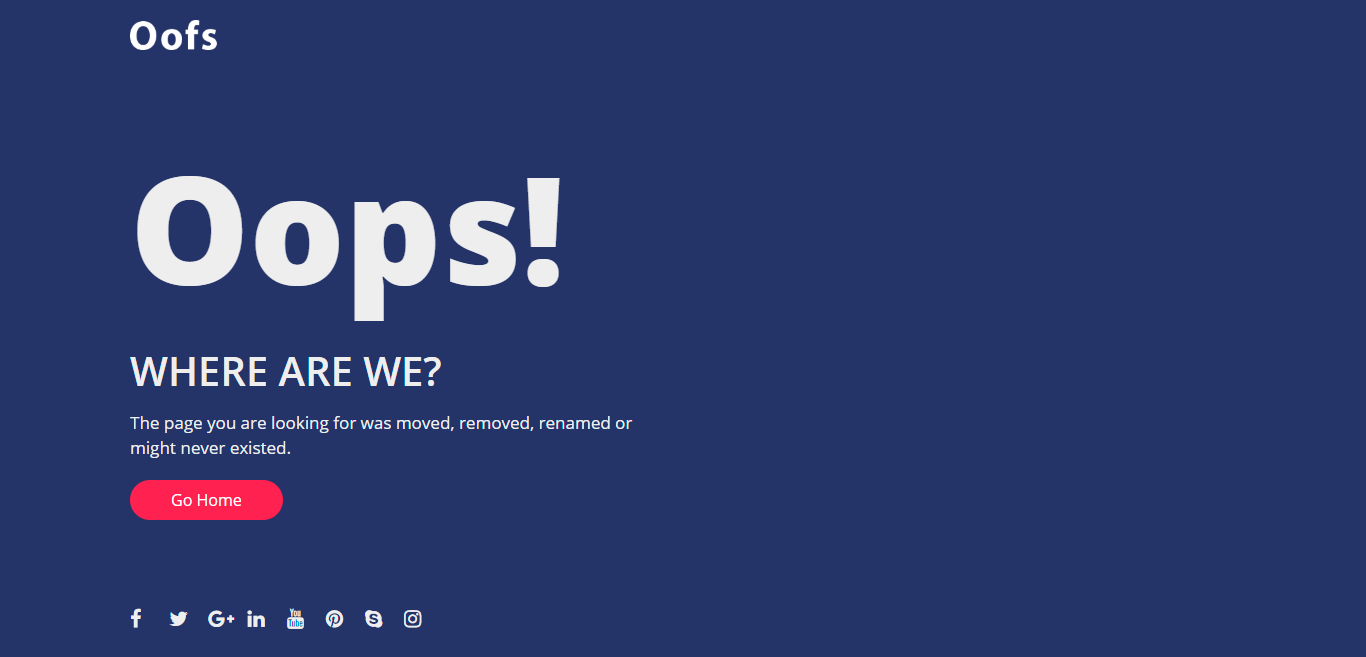 Oofs
Oops!
WHERE ARE WE?
The page you are looking for was moved, removed, renamed or
might never existed.
Go Home
You
Tube